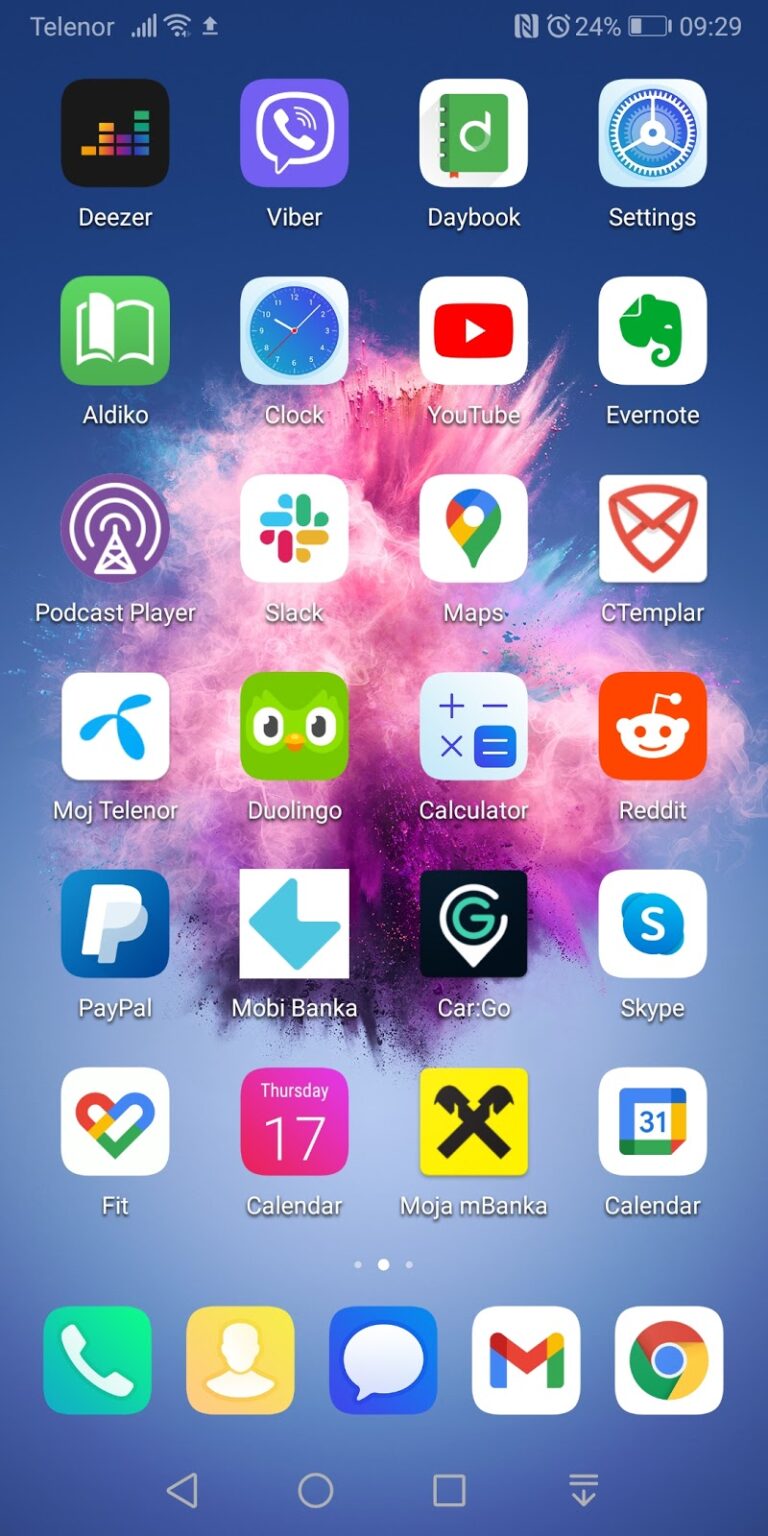 Telenor 24% 09:29
Deezer Viber Daybook Settings
Aldiko Clock YouTube Evernote
Podcast Player Slack Maps CTemplar
Moj Telenor Duolingo Calculator Reddit
PayPal Mobi Banka Car:Go Skype
Thursday
17
31
Fit Calendar Moja mBanka Calendar